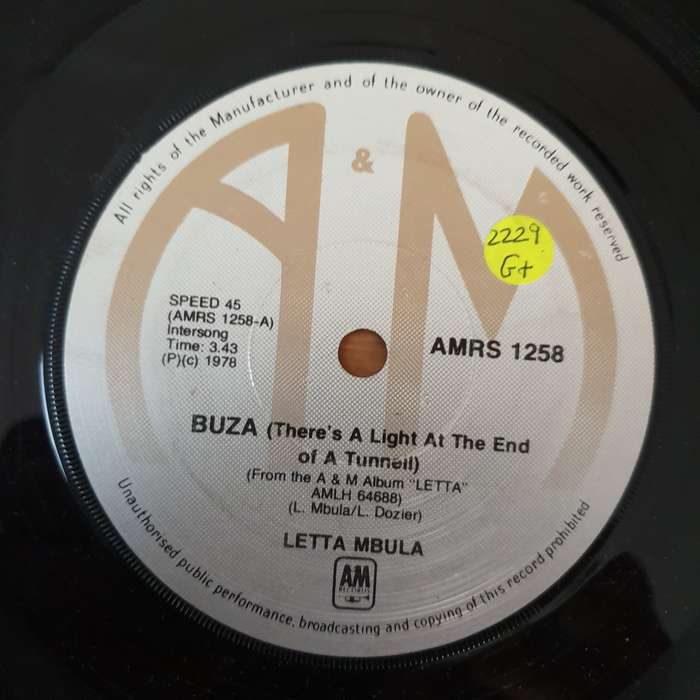 All rights of the Manufacturer and of the owner of the recorded work reserved
A & M
2229
G+
SPEED 45
(AMRS 1258-A)
Intersong
Time: 3.43
(P)(c) 1978
AMRS 1258
BUZA (There's A Light At The End
of A Tunnell)
(From the A & M Album "LETTA"
AMLH 64688)
(L. Mbula/L. Dozier)
LETTA MBULA
AM
RECORDS
Unauthorised public performance, broadcasting and copying of this record prohibited